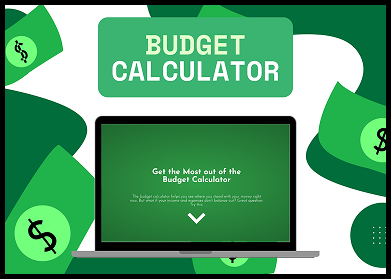 BUDGET
CALCULATOR
Get the Most out of the
Budget Calculator
The budget calculator helps you see where you stand with your money right
now. But what if your income and expenses don't balance out? Great question.
Try this:
$
$
$